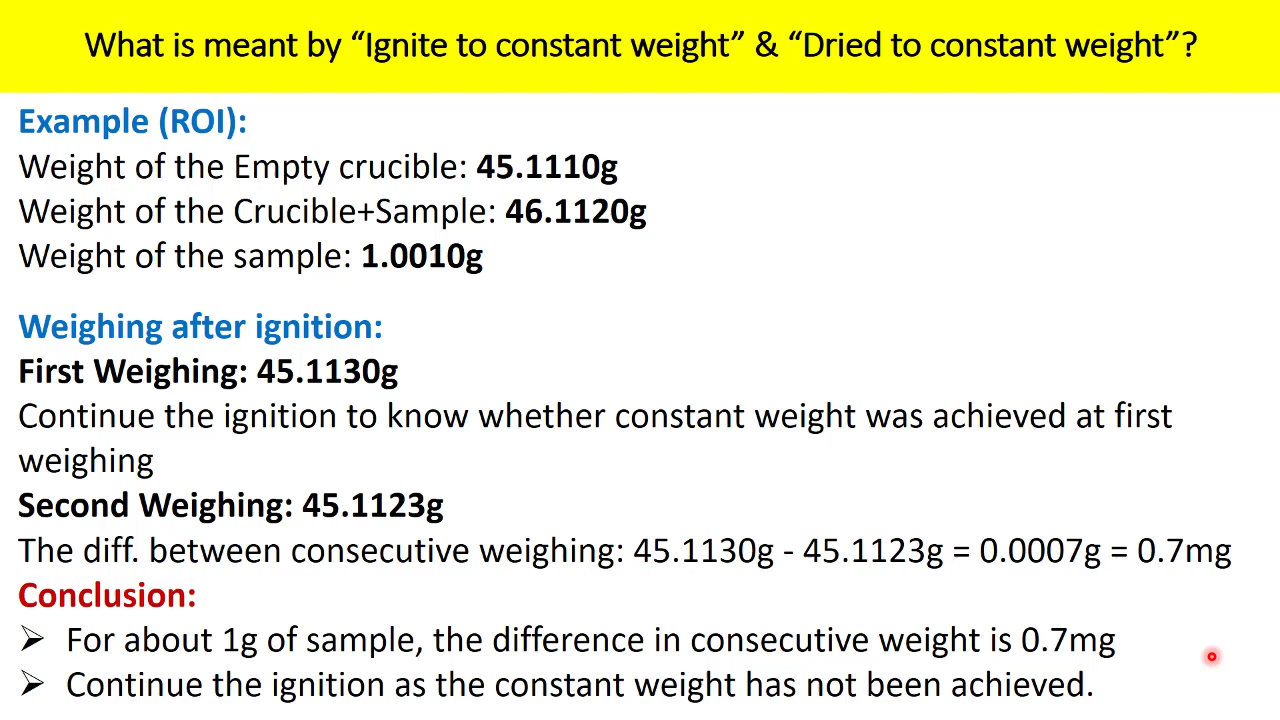 What is meant by “Ignite to constant weight” & “Dried to constant weight”?
Example (ROI):
Weight of the Empty crucible: 45.1110g
Weight of the Crucible+Sample: 46.1120g
Weight of the sample: 1.0010g
Weighing after ignition:
First Weighing: 45.1130g
Continue the ignition to know whether constant weight was achieved at first
weighing
Second Weighing: 45.1123g
The diff. between consecutive weighing: 45.1130g - 45.1123g = 0.0007g = 0.7mg
Conclusion:
➢ For about 1g of sample, the difference in consecutive weight is 0.7mg
➢ Continue the ignition as the constant weight has not been achieved.